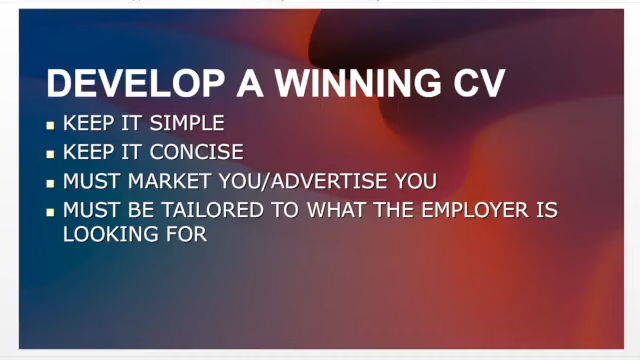 DEVELOP A WINNING CV
KEEP IT SIMPLE
KEEP IT CONCISE
MUST MARKET YOU/ADVERTISE YOU
MUST BE TAILORED TO WHAT THE EMPLOYER IS
LOOKING FOR